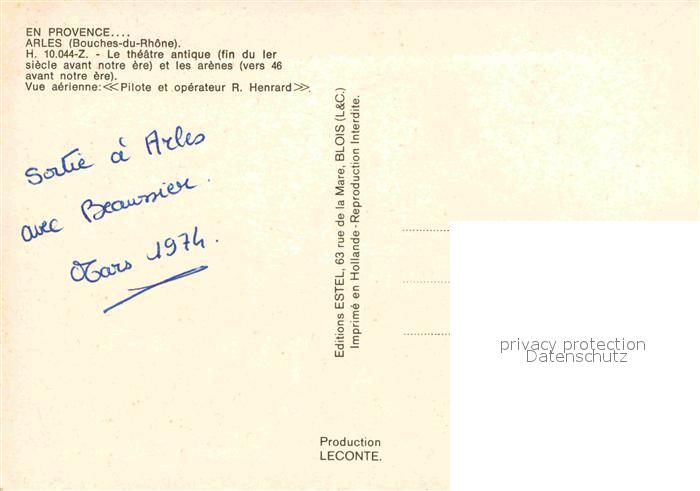 EN PROVENCE....
ARLES (Bouches-du-Rhône).
H. 10.044-Z. - Le théâtre antique (fin du Ier
siècle avant notre ère) et les arènes (vers 46
avant notre ère).
Vue aérienne:≪Pilote et opérateur R. Henrard≫.
Sortie à Arles
avec Beaussier.
Mars 1974.
Editions ESTEL, 63 rue de la Mare, BLOIS (L&C.)
Imprimé en Hollande - Reproduction Interdite.
privacy protection
Datenschutz
Production
LECONTE.